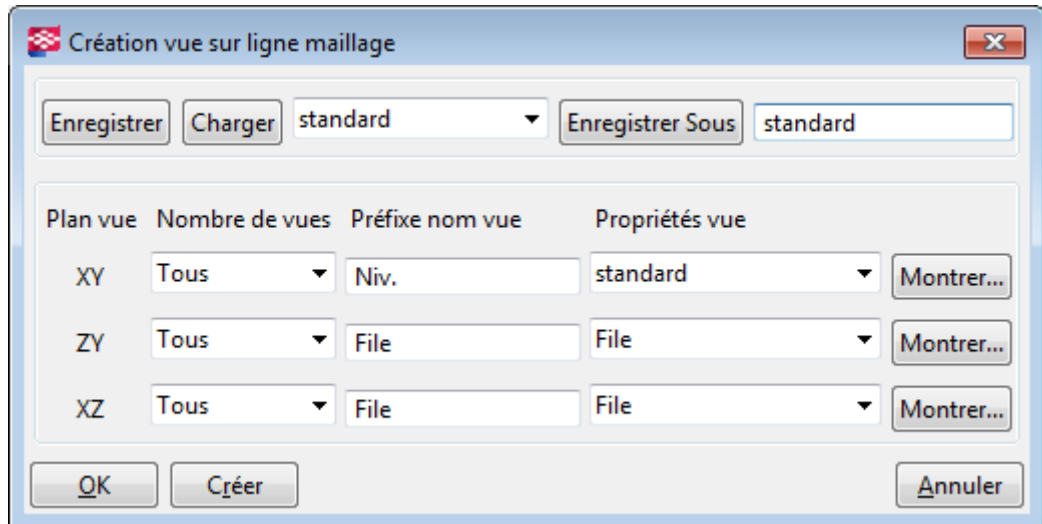 Création vue sur ligne maillage
Enregistrer Charger standard Enregistrer Sous standard
Plan vue Nombre de vues Préfixe nom vue Propriétés vue
XY Tous Niv. standard Montrer...
ZY Tous File File Montrer...
XZ Tous File File Montrer...
OK Créer Annuler